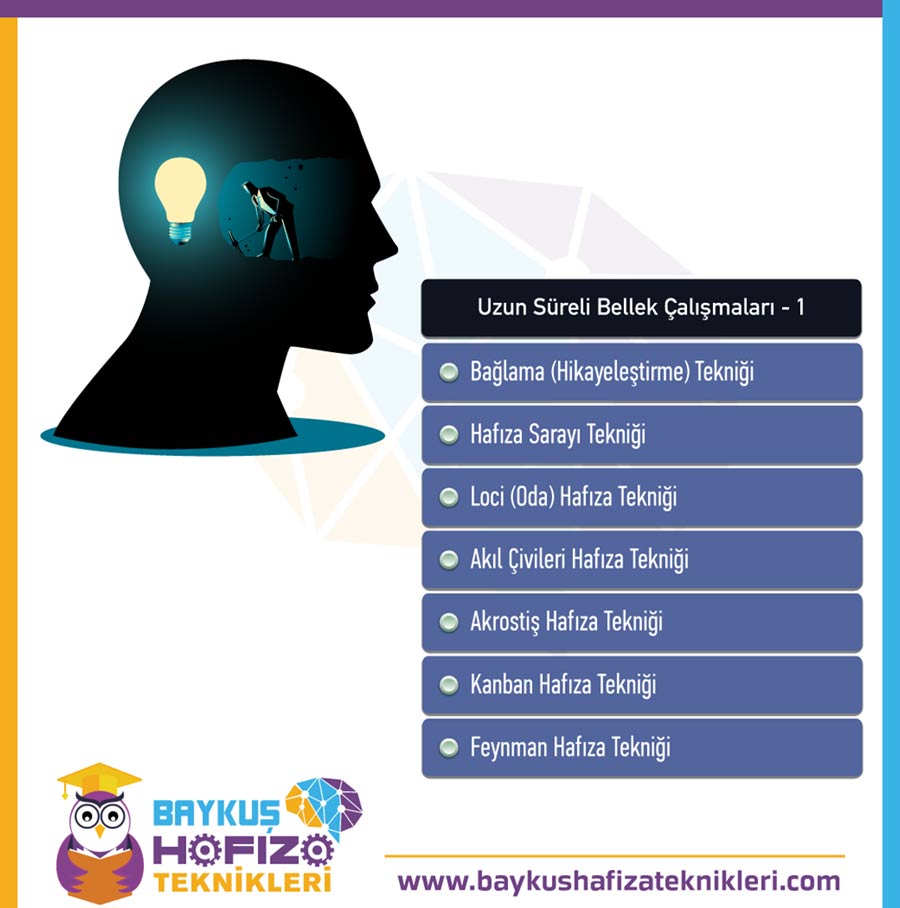 Uzun Süreli Bellek Çalışmaları - 1
Bağlama (Hikayeleştirme) Tekniği
Hafıza Sarayı Tekniği
Loci (Oda) Hafıza Tekniği
Akıl Çivileri Hafıza Tekniği
Akrostiş Hafıza Tekniği
Kanban Hafıza Tekniği
Feynman Hafıza Tekniği
BAYKUŞ
HOFIZO
TEKNİKLERİ
www.baykushafizateknikleri.com